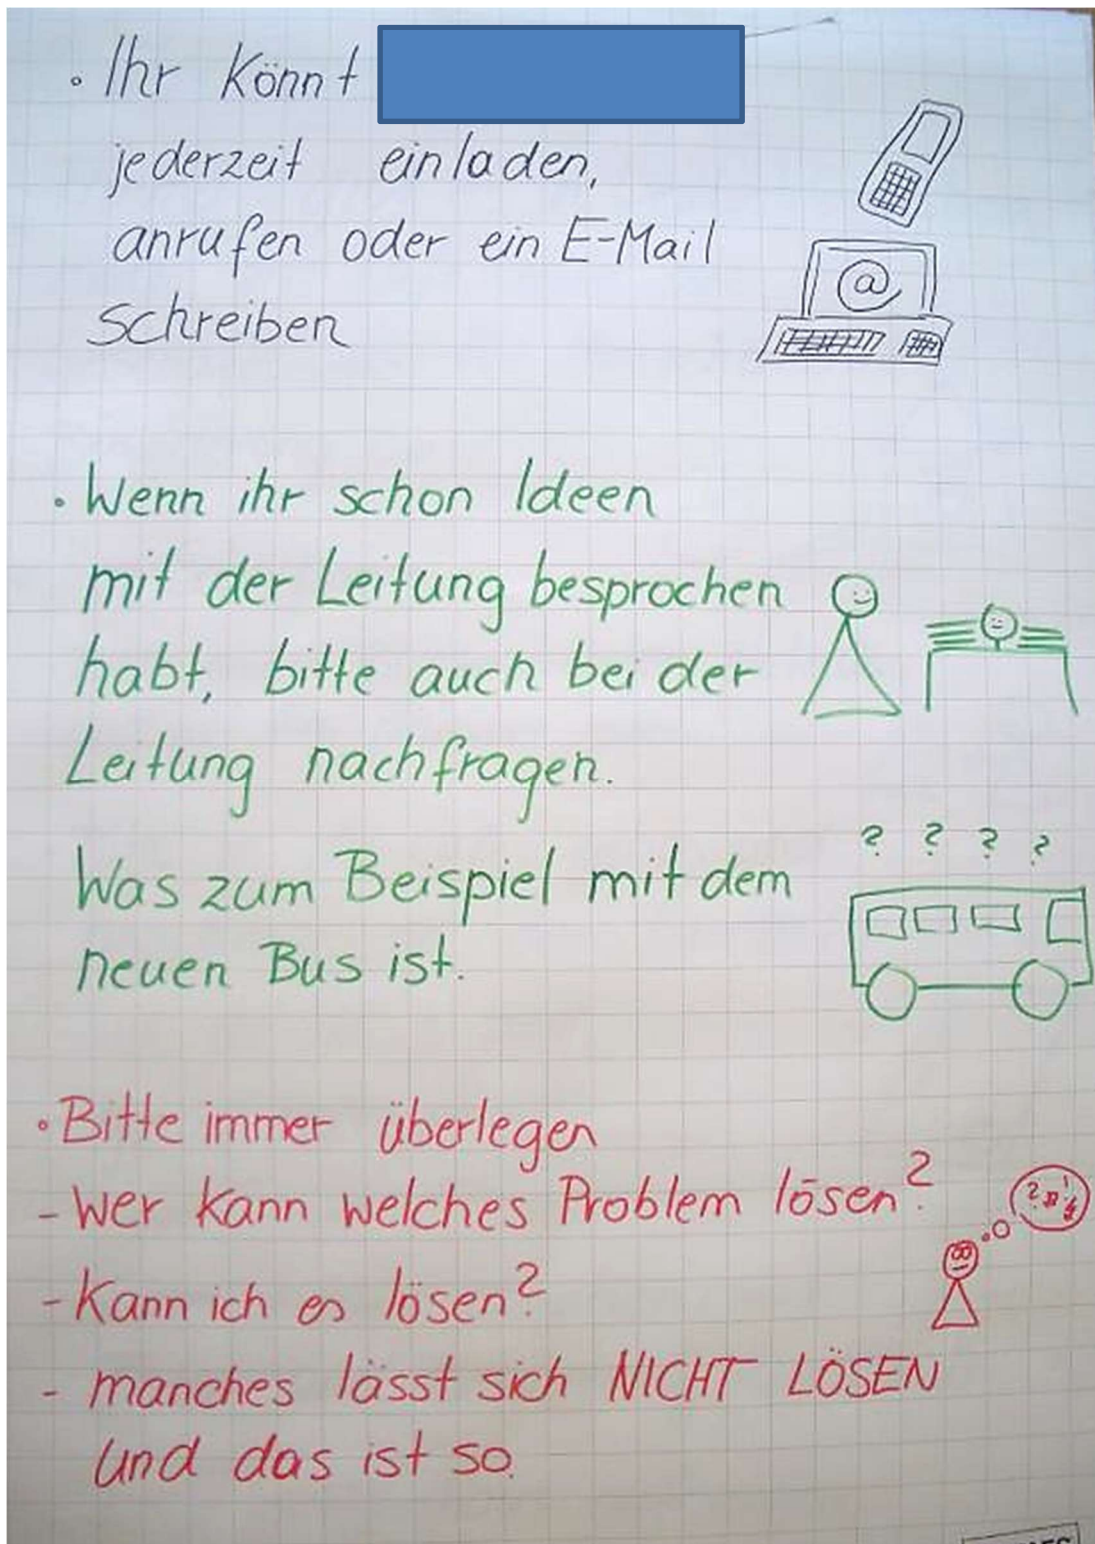 • Ihr Könnt
jederzeit einladen,
anrufen oder ein E-Mail
schreiben
@
• Wenn ihr schon Ideen
mit der Leitung besprochen
habt, bitte auch bei der
Leitung nachfragen.
? ? ? ?
Was zum Beispiel mit dem
neuen Bus ist.
• Bitte immer überlegen
- wer kann welches Problem lösen?
- Kann ich es lösen?
- manches lässt sich NICHT LÖSEN
und das ist so.